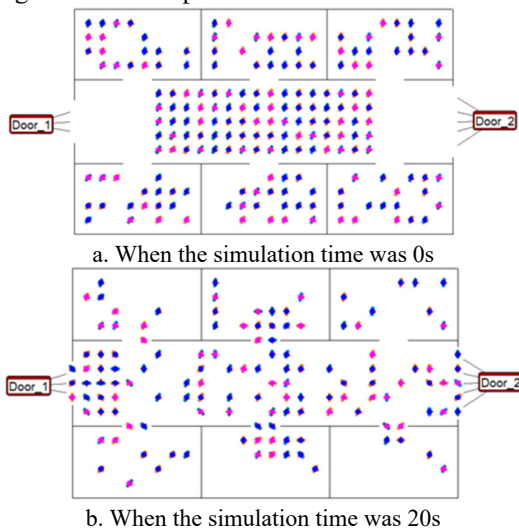 Door_1
Door_2
a. When the simulation time was 0s
Door_1
Door_2
b. When the simulation time was 20s